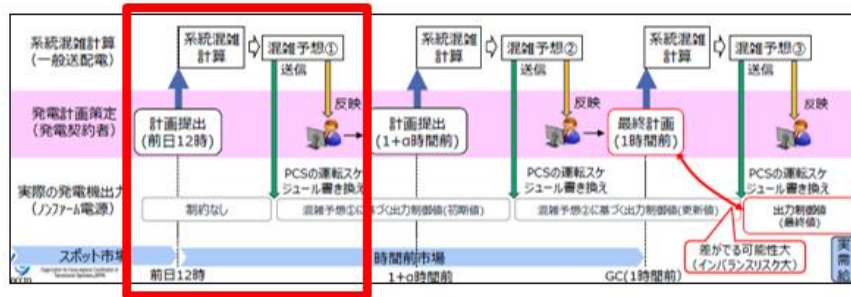 系統混雑計算
(一般送配電)
系統混雑
計算
混雑予想①
送信
系統混雑
計算
混雑予想②
送信
系統混雑
計算
混雑予想③
送信
発電計画策定
(発電契約者)
計画提出
(前日12時)
反映
計画提出
(1+α時間前)
反映
最終計画
(1時間前)
反映
実際の発電機出力
(ノンファーム電源)
PCSの運転スケ
ジュール書き換え
PCSの運転スケ
ジュール書き換え
PCSの運転スケ
ジュール書き換え
制約なし
混雑予想①に基づく出力制御値(初期値)
混雑予想②に基づく出力制御値(更新値)
出力制御値
(最終値)
差がでる可能性大
(インバランスリスク大)
スポット市場
時間前市場
実
需
給
前日12時
1+α時間前
GC(1時間前)